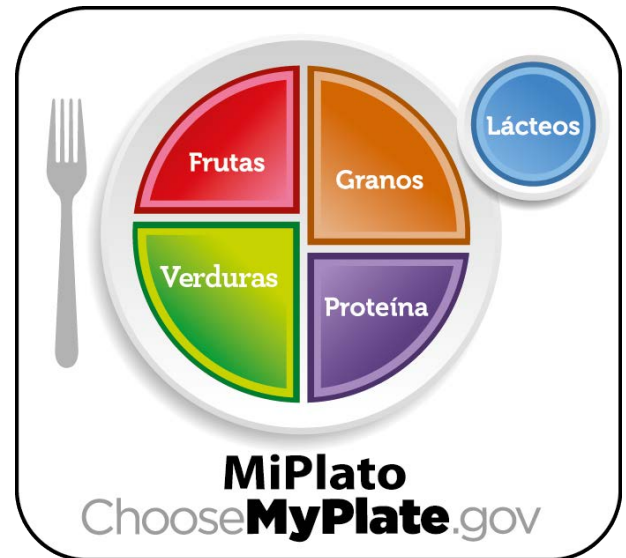 Frutas
Granos
Lácteos
Verduras
Proteína
MiPlato
ChooseMyPlate.gov